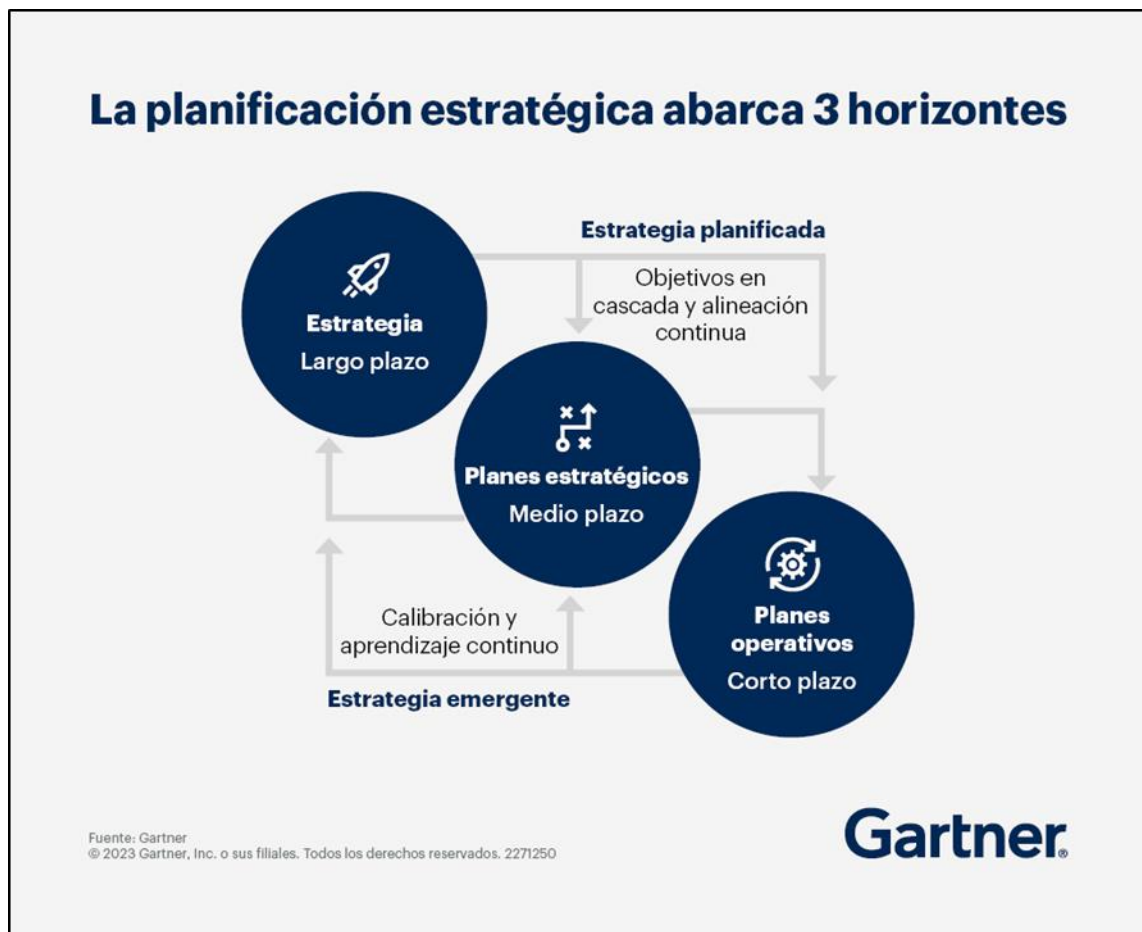 La planificación estratégica abarca 3 horizontes
Estrategia
Largo plazo
Estrategia planificada
Objetivos en
cascada y alineación
continua
Planes estratégicos
Medio plazo
Planes
operativos
Corto plazo
Calibración y
aprendizaje continuo
Estrategia emergente
Fuente: Gartner
© 2023 Gartner, Inc. o sus filiales. Todos los derechos reservados. 2271250
Gartner®